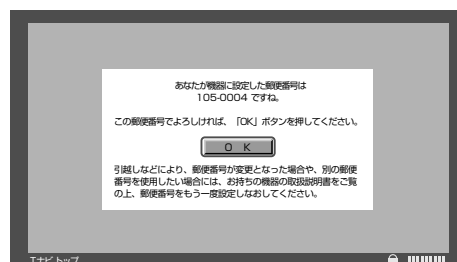 あなたが機器に設定した郵便番号は
105-0004 ですね。
この郵便番号でよろしければ、「OK」ボタンを押してください。
O K
引越しなどにより、郵便番号が変更となった場合や、別の郵便
番号を使用したい場合には、お持ちの機器の取扱説明書をご覧
の上、郵便番号をもう一度設定しなおしてください。
Tナビ トップ